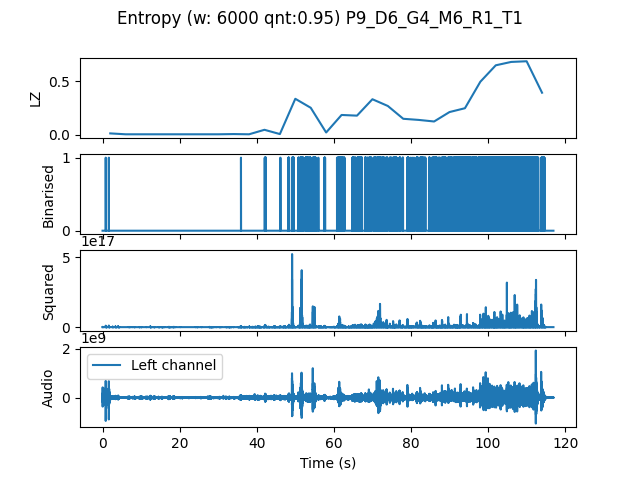 Entropy (w: 6000 qnt:0.95) P9_D6_G4_M6_R1_T1
LZ
0.5
0.0
Binarised
1
0
1e17
Squared
5
0
1e9
Audio
2
0
Left channel
0 20 40 60 80 100 120
Time (s)